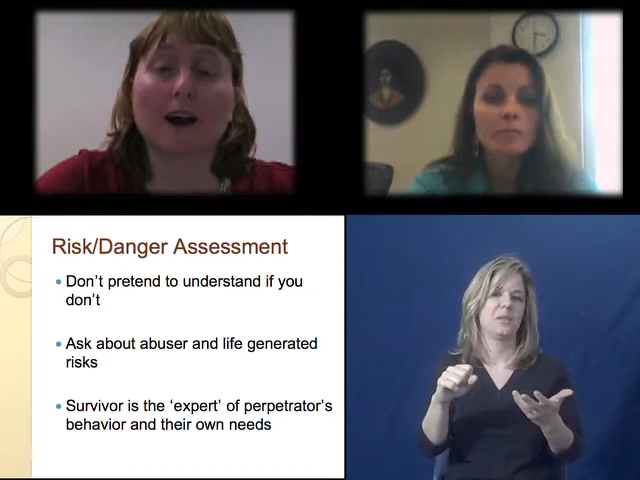 Risk/Danger Assessment
• Don't pretend to understand if you
don't
• Ask about abuser and life generated
risks
• Survivor is the 'expert' of perpetrator's
behavior and their own needs